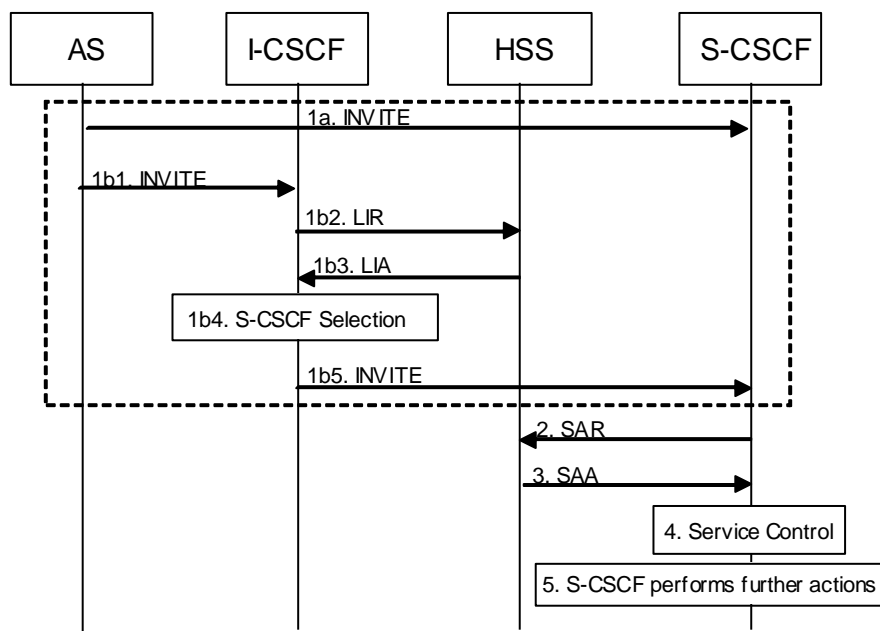 AS
I-CSCF
HSS
S-CSCF
1a. INVITE
1b1. INVITE
1b2. LIR
1b3. LIA
1b4. S-CSCF Selection
1b5. INVITE
2. SAR
3. SAA
4. Service Control
5. S-CSCF performs further actions